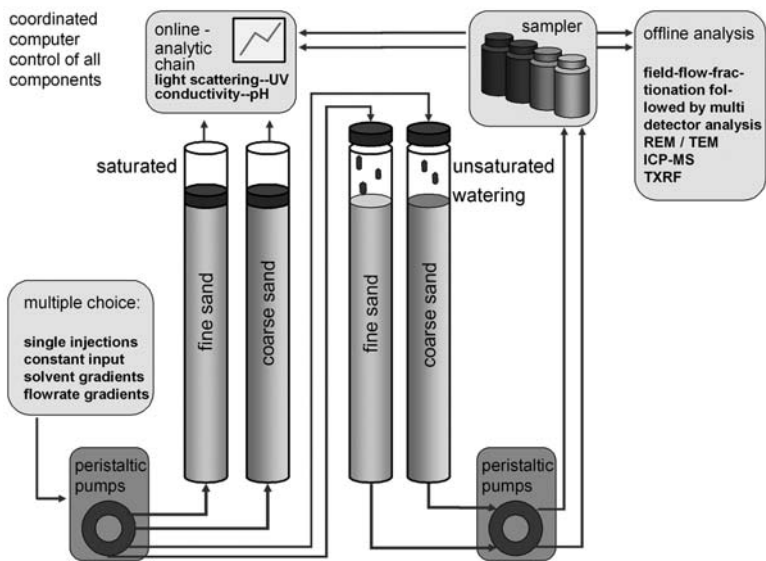 coordinated
computer
control of all
components
online -
analytic
chain
light scattering--UV
conductivity--pH
sampler
offline analysis
field-flow-frac-
tionation fol-
lowed by multi
detector analysis
REM / TEM
ICP-MS
TXRF
saturated
unsaturated
watering
fine sand
coarse sand
fine sand
coarse sand
multiple choice:
single injections
constant input
solvent gradients
flowrate gradients
peristaltic
pumps
peristaltic
pumps